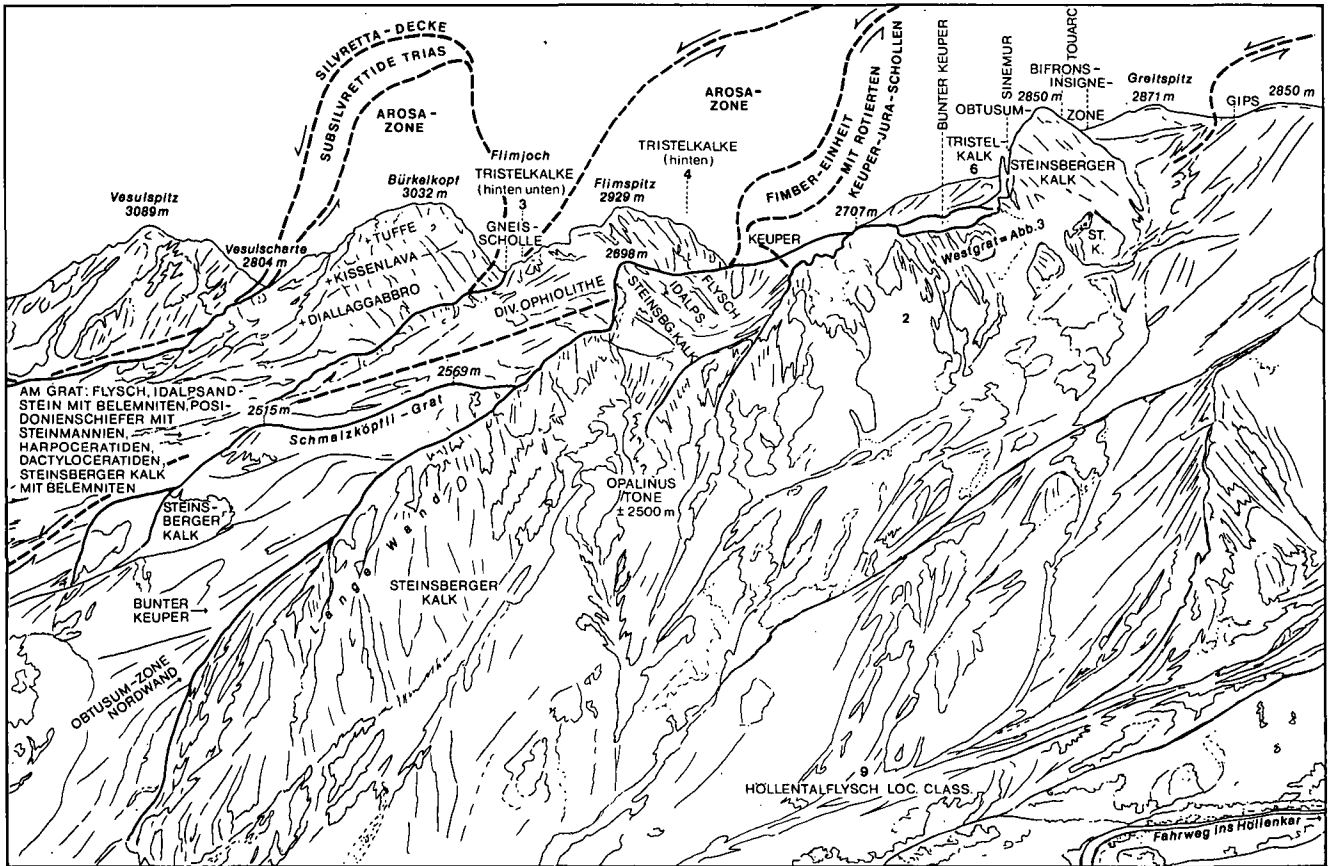 SILVRETTA-DECKE
SUBSILVRETTIDE TRIAS
AROSA-
ZONE
AROSA-
ZONE
FIMBER-EINHEIT
MIT ROTIERTEN
KEUPER-JURA-SCHOLLEN
BUNTER KEUPER
SINEMUR
TOUARC
BIFRONS-
INSIGNE-
ZONE
OBTUSUM-
2850 m
Greitspitz
2871 m
GIPS
2850 m
Vesulspitz
3089 m
Vesulscharte
2804 m
Bürkelkopf
3032 m
Flimjoch
TRISTELKALKE
(hinten unten)
3
GNEIS-
SCHOLLE
Flimspitz
2929 m
TRISTELKALKE
(hinten)
4
TRISTEL-
KALK
6
STEINSBERGER
KALK
ST.
K.
KEUPER
2707 m
Westgrat=Abb.3
+TUFFE
+KISSENLAVA
+DIALLAGGABBRO
DIV. OPHIOLITHE
2698 m
FLYSCH
IDALPS.
STEINSBG.KALK
2
2569 m
2515 m
Schmalzköptli-Grat
AM GRAT: FLYSCH, IDALPSAND-
STEIN MIT BELEMNITEN, POSI-
DONIENSCHIEFER MIT
STEINMANNIEN,
HARPOCERATIDEN,
DACTYLOCERATIDEN,
STEINSBERGER KALK
MIT BELEMNITEN
STEINS-
BERGER
KALK
OPALINUS
TONE
± 2500 m
Lange Wand
STEINSBERGER
KALK
BUNTER
KEUPER
OBTUSUM-ZONE
NORDWAND
9
HÖLLENTALFLYSCH LOC. CLASS.
Fahrweg ins Höllenkar